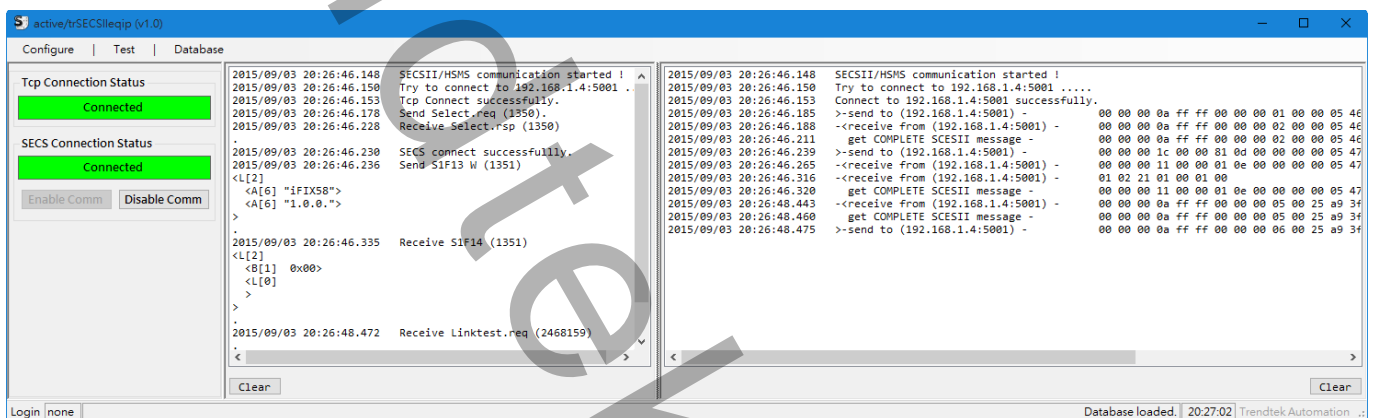 active/trSECSIIeqip (v1.0)
Configure | Test | Database
Tcp Connection Status
Connected
SECS Connection Status
Connected
Enable Comm Disable Comm
2015/09/03 20:26:46.148 SECSII/HSMS communication started !
2015/09/03 20:26:46.150 Try to connect to 192.168.1.4:5001 ..
2015/09/03 20:26:46.153 Tcp Connect successfully.
2015/09/03 20:26:46.178 Send Select.req (1350).
2015/09/03 20:26:46.228 Receive Select.rsp (1350)
.
2015/09/03 20:26:46.230 SECS connect successfullly.
2015/09/03 20:26:46.236 Send S1F13 W (1351)
<L[2]
<A[6] "iFIX58">
<A[6] "1.0.0.">
>
.
2015/09/03 20:26:46.335 Receive S1F14 (1351)
<L[2]
<B[1] 0x00>
<L[0]
>
>
.
2015/09/03 20:26:48.472 Receive Linktest.req (2468159)
.
Clear
2015/09/03 20:26:46.148 SECSII/HSMS communication started !
2015/09/03 20:26:46.150 Try to connect to 192.168.1.4:5001 .....
2015/09/03 20:26:46.153 Connect to 192.168.1.4:5001 successfully.
2015/09/03 20:26:46.185 >-send to (192.168.1.4:5001) - 00 00 00 0a ff ff 00 00 00 01 00 00 05 46
2015/09/03 20:26:46.188 -<receive from (192.168.1.4:5001) - 00 00 00 0a ff ff 00 00 00 02 00 00 05 46
2015/09/03 20:26:46.211 get COMPLETE SCESII message - 00 00 00 0a ff ff 00 00 00 02 00 00 05 46
2015/09/03 20:26:46.239 >-send to (192.168.1.4:5001) - 00 00 00 1c 00 00 81 0d 00 00 00 00 05 47
2015/09/03 20:26:46.265 -<receive from (192.168.1.4:5001) - 00 00 00 11 00 00 01 0e 00 00 00 00 05 47
2015/09/03 20:26:46.316 -<receive from (192.168.1.4:5001) - 01 02 21 01 00 01 00
2015/09/03 20:26:46.320 get COMPLETE SCESII message - 00 00 00 11 00 00 01 0e 00 00 00 00 05 47
2015/09/03 20:26:48.443 -<receive from (192.168.1.4:5001) - 00 00 00 0a ff ff 00 00 00 05 00 25 a9 3f
2015/09/03 20:26:48.460 get COMPLETE SCESII message - 00 00 00 0a ff ff 00 00 00 05 00 25 a9 3f
2015/09/03 20:26:48.475 >-send to (192.168.1.4:5001) - 00 00 00 0a ff ff 00 00 00 06 00 25 a9 3f
Clear
Login none
Database loaded. 20:27:02 Trendtek Automation